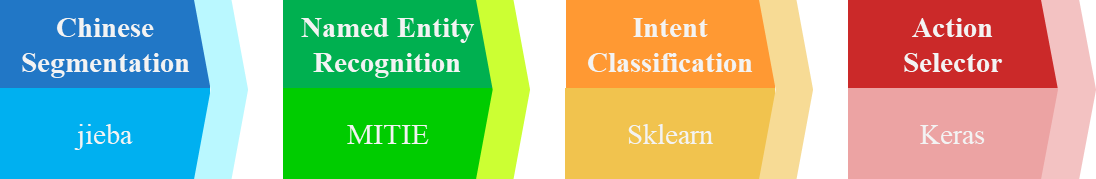 Chinese
Segmentation
jieba
Named Entity
Recognition
MITIE
Intent
Classification
Sklearn
Action
Selector
Keras